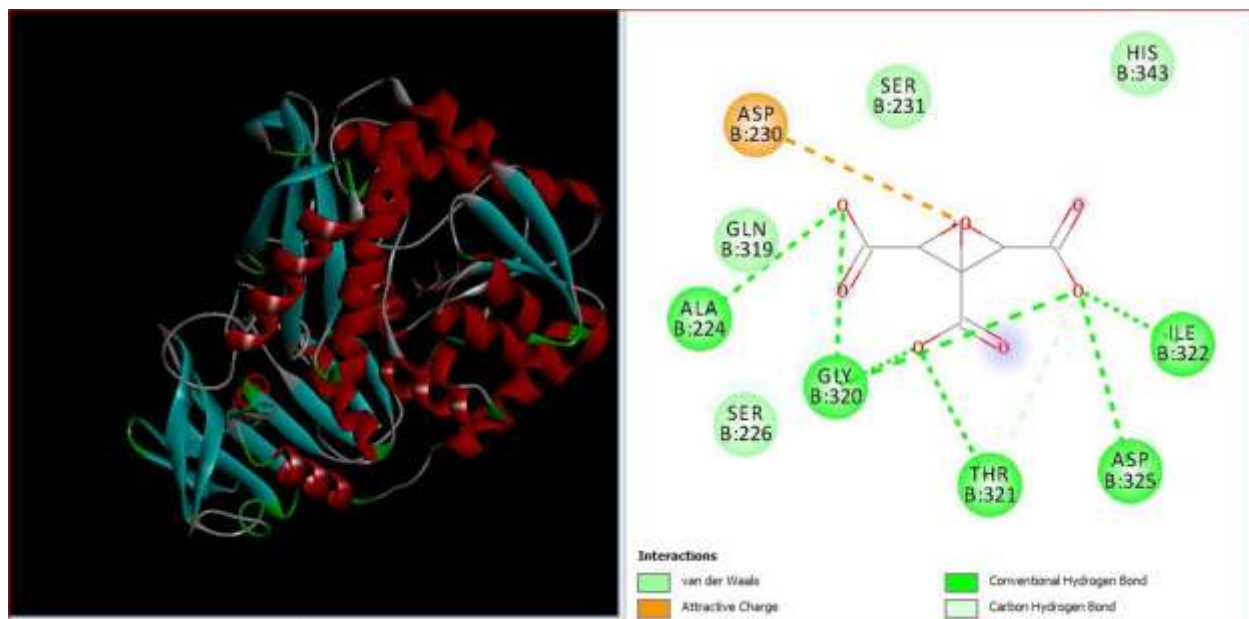 HIS
B:343
SER
B:231
ASP
B:230
O
O
O
GLN
B:319
ALA
B:224
O
O
ILE
B:322
O
O
GLY
B:320
SER
B:226
THR
B:321
ASP
B:325
Interactions
van der Waals
Conventional Hydrogen Bond
Attractive Charge
Carbon Hydrogen Bond